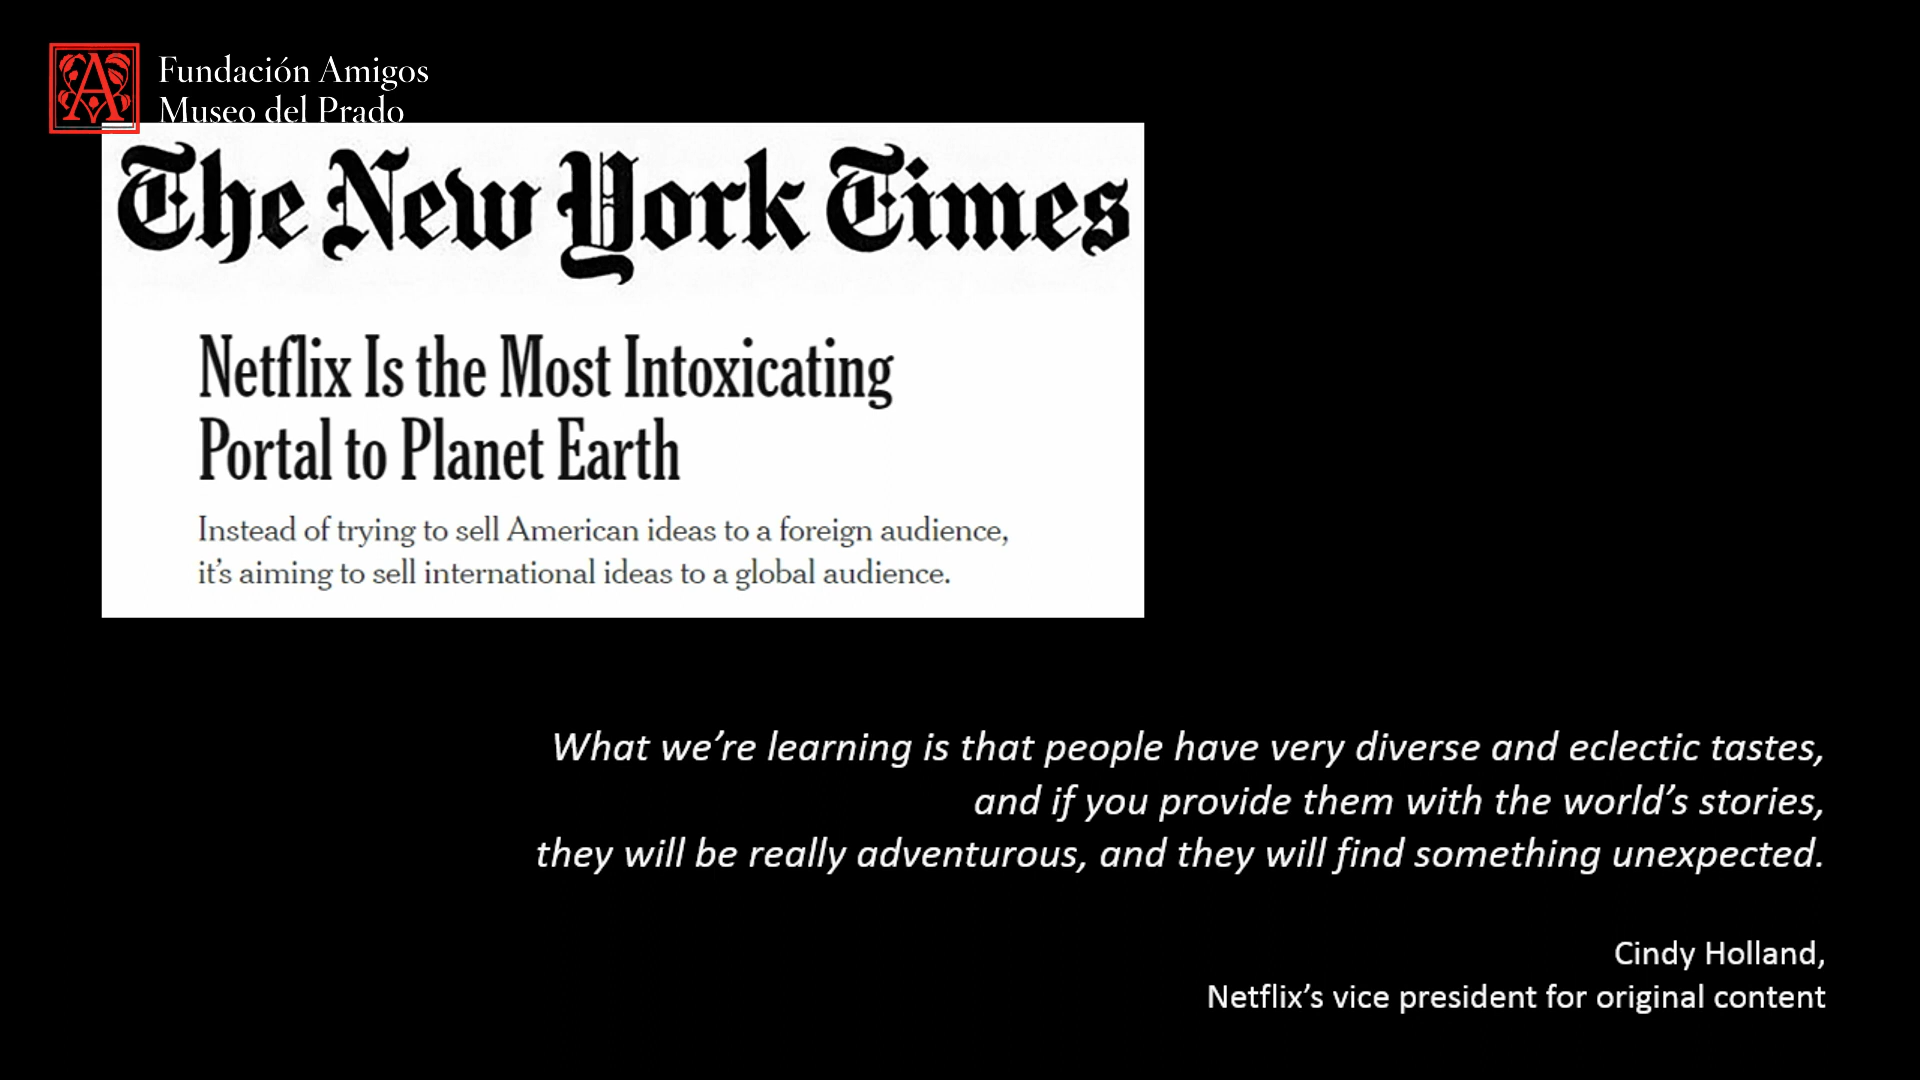 Fundación Amigos
Museo del Prado
The New York Times
Netflix Is the Most Intoxicating
Portal to Planet Earth
Instead of trying to sell American ideas to a foreign audience,
it’s aiming to sell international ideas to a global audience.
What we’re learning is that people have very diverse and eclectic tastes,
and if you provide them with the world’s stories,
they will be really adventurous, and they will find something unexpected.
Cindy Holland,
Netflix’s vice president for original content